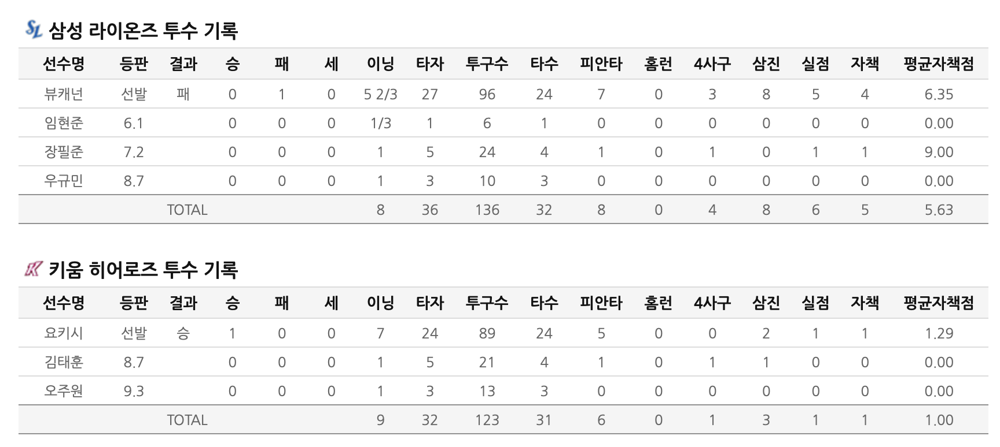 SL 삼성 라이온즈 투수 기록
선수명 등판 결과 승 패 세 이닝 타자 투구수 타수 피안타 홈런 4사구 삼진 실점 자책 평균자책점
뷰캐넌 선발 패 0 1 0 5 2/3 27 96 24 7 0 3 8 5 4 6.35
임현준 6.1 0 0 0 1/3 1 6 1 0 0 0 0 0 0 0.00
장필준 7.2 0 0 0 1 5 24 4 1 0 1 0 1 1 9.00
우규민 8.7 0 0 0 1 3 10 3 0 0 0 0 0 0 0.00
TOTAL 8 36 136 32 8 0 4 8 6 5 5.63
K 키움 히어로즈 투수 기록
선수명 등판 결과 승 패 세 이닝 타자 투구수 타수 피안타 홈런 4사구 삼진 실점 자책 평균자책점
요키시 선발 승 1 0 0 7 24 89 24 5 0 0 2 1 1 1.29
김태훈 8.7 0 0 0 1 5 21 4 1 0 1 1 0 0 0.00
오주원 9.3 0 0 0 1 3 13 3 0 0 0 0 0 0 0.00
TOTAL 9 32 123 31 6 0 1 3 1 1 1.00